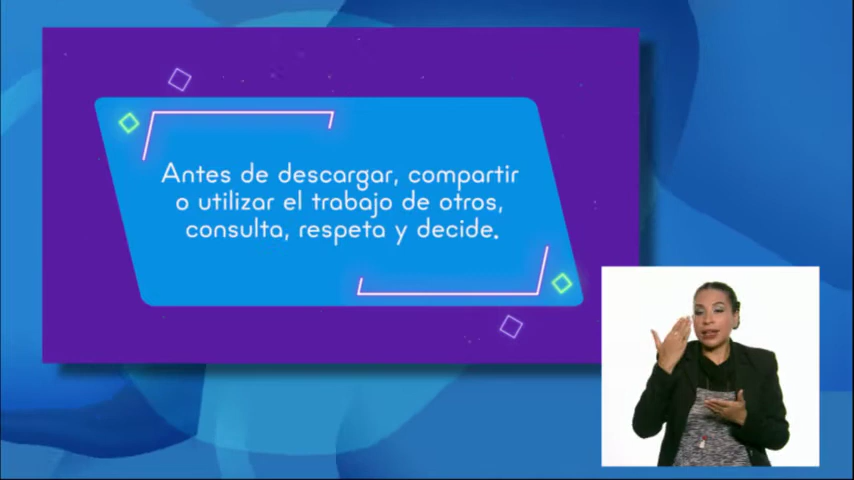 Antes de descargar, compartir
o utilizar el trabajo de otros,
consulta, respeta y decide.